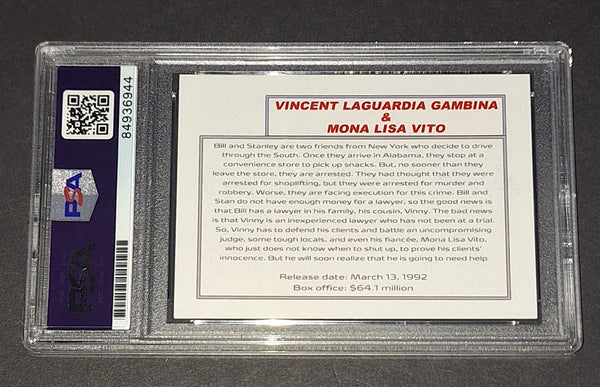 84936944
PSA
PSA
VINCENT LAGUARDIA GAMBINA
&
MONA LISA VITO
Bill and Stanley are two friends from New York who decide to drive
through the South. Once they arrive in Alabama, they stop at a
convenience store to pick up snacks. But, no sooner than they
leave the store, they are arrested. They had thought that they were
arrested for shoplifting, but they were arrested for murder and
robbery. Worse, they are facing execution for this crime. Bill and
Stan do not have enough money for a lawyer, so the good news is
that Bill has a lawyer in his family, his cousin, Vinny. The bad news
is that Vinny is an inexperienced lawyer who has not been at a trial.
So, Vinny has to defend his clients and battle an uncompromising
judge, some tough locals, and even his fiancée, Mona Lisa Vito,
who just does not know when to shut up, to prove his clients'
innocence. But he will soon realize that he is going to need help
Release date: March 13, 1992
Box office: $64.1 million